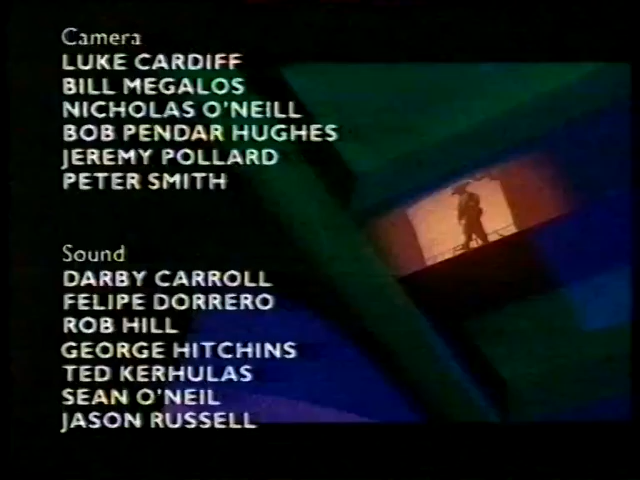 Camera
LUKE CARDIFF
BILL MEGALOS
NICHOLAS O'NEILL
BOB PENDAR HUGHES
JEREMY POLLARD
PETER SMITH
Sound
DARBY CARROLL
FELIPE DORRERO
ROB HILL
GEORGE HITCHINS
TED KERHULAS
SEAN O'NEIL
JASON RUSSELL